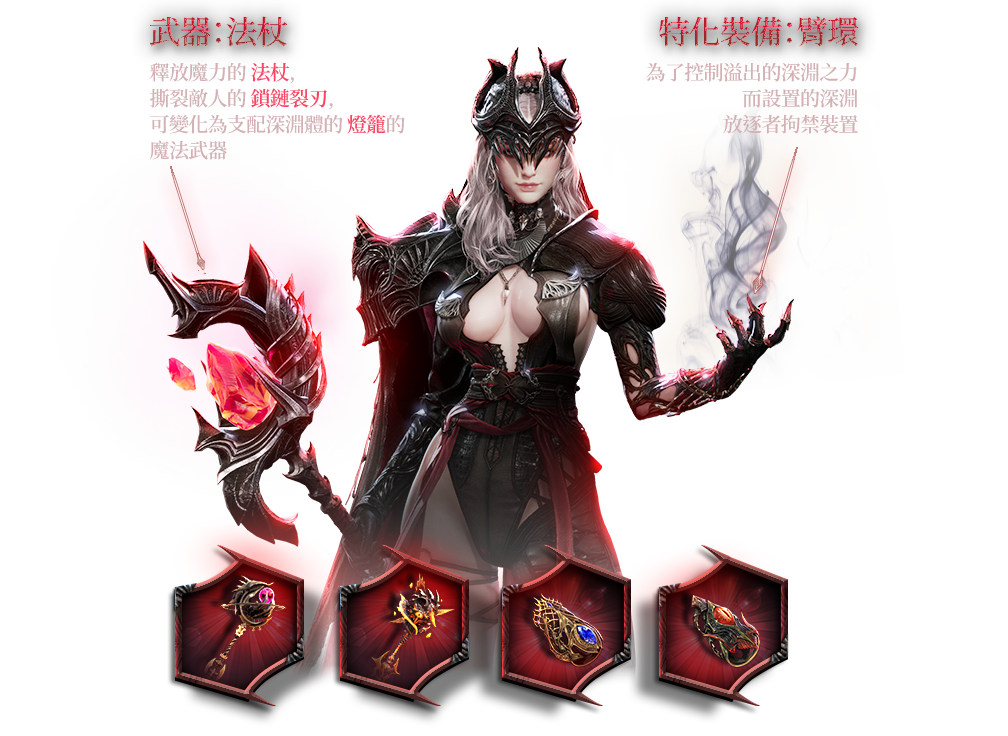 武器：法杖
釋放魔力的 法杖，
撕裂敵人的 鎖鏈裂刃，
可變化為支配深淵體的 燈籠的
魔法武器
特化裝備：臂環
為了控制溢出的深淵之力
而設置的深淵
放逐者拘禁裝置